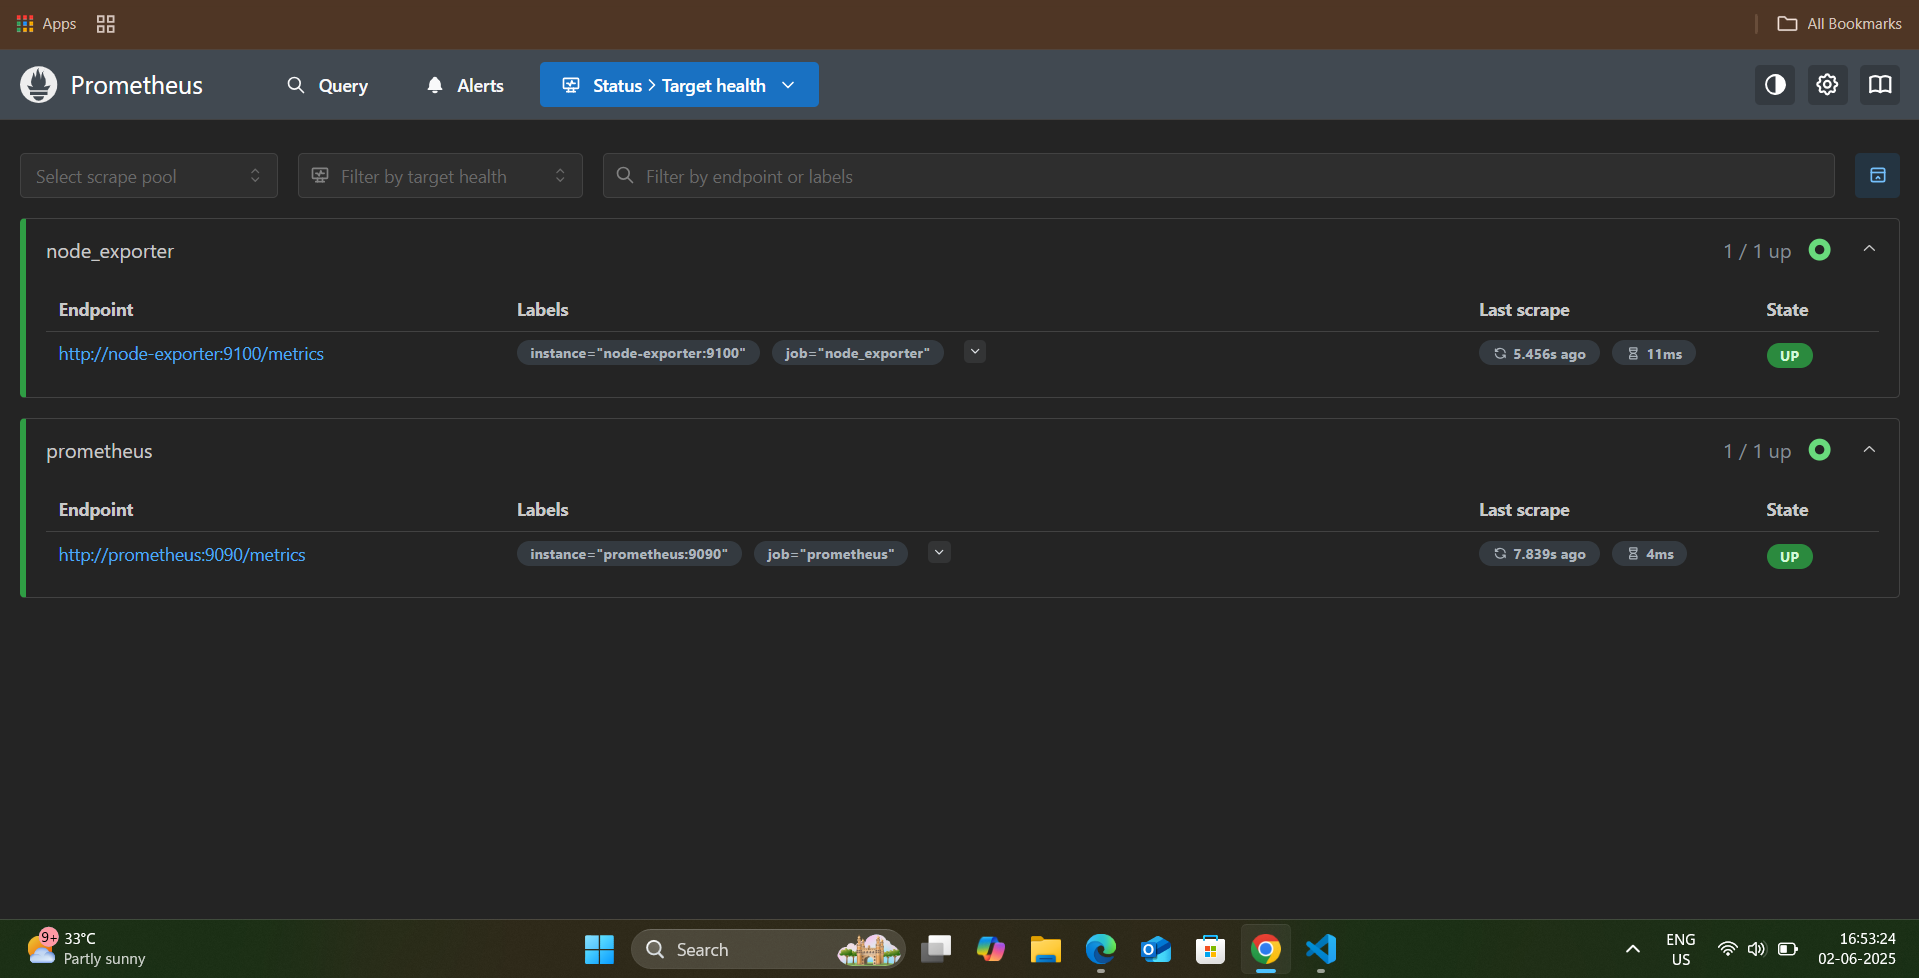 Apps
All Bookmarks
Prometheus
Query
Alerts
Status > Target health
Select scrape pool
Filter by target health
Filter by endpoint or labels
node_exporter
1 / 1 up
Endpoint Labels Last scrape State
http://node-exporter:9100/metrics instance="node-exporter:9100" job="node_exporter" 5.456s ago 11ms UP
prometheus
1 / 1 up
Endpoint Labels Last scrape State
http://prometheus:9090/metrics instance="prometheus:9090" job="prometheus" 7.839s ago 4ms UP
9+
33°C
Partly sunny
Search
ENG
US
16:53:24
02-06-2025